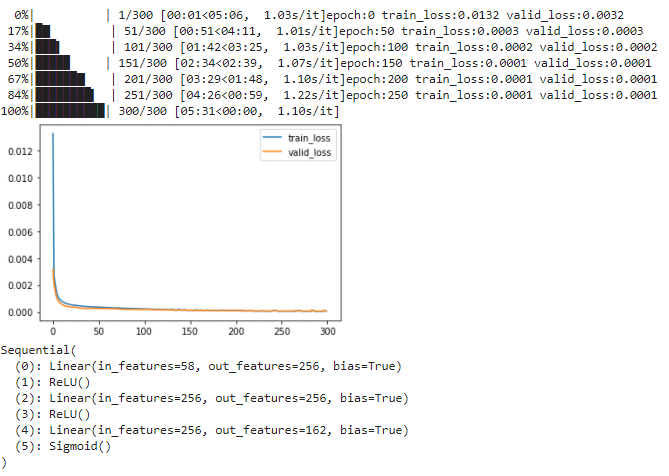 0%| | 1/300 [00:01<05:06, 1.03s/it]epoch:0 train_loss:0.0132 valid_loss:0.0032
17%| | 51/300 [00:51<04:11, 1.01s/it]epoch:50 train_loss:0.0003 valid_loss:0.0003
34%| | 101/300 [01:42<03:25, 1.03s/it]epoch:100 train_loss:0.0002 valid_loss:0.0002
50%| | 151/300 [02:34<02:39, 1.07s/it]epoch:150 train_loss:0.0001 valid_loss:0.0001
67%| | 201/300 [03:29<01:48, 1.10s/it]epoch:200 train_loss:0.0001 valid_loss:0.0001
84%| | 251/300 [04:26<00:59, 1.22s/it]epoch:250 train_loss:0.0001 valid_loss:0.0001
100%| | 300/300 [05:31<00:00, 1.10s/it]
train_loss
valid_loss
0.012
0.010
0.008
0.006
0.004
0.002
0.000
0 50 100 150 200 250 300
Sequential(
(0): Linear(in_features=58, out_features=256, bias=True)
(1): ReLU()
(2): Linear(in_features=256, out_features=256, bias=True)
(3): ReLU()
(4): Linear(in_features=256, out_features=162, bias=True)
(5): Sigmoid()
)